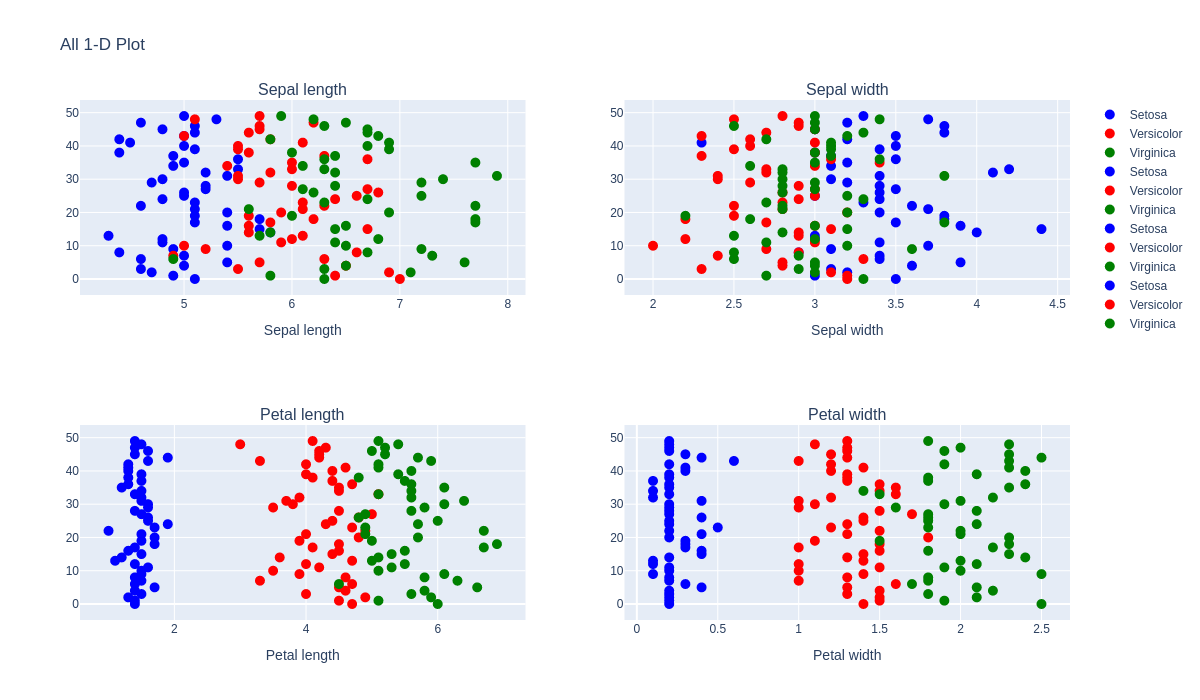 All 1-D Plot
Sepal length
50
40
30
20
10
0
5 6 7 8
Sepal length
Sepal width
50
40
30
20
10
0
2 2.5 3 3.5 4 4.5
Sepal width
Setosa
Versicolor
Virginica
Setosa
Versicolor
Virginica
Setosa
Versicolor
Virginica
Setosa
Versicolor
Virginica
Petal length
50
40
30
20
10
0
2 4 6
Petal length
Petal width
50
40
30
20
10
0
0 0.5 1 1.5 2 2.5
Petal width